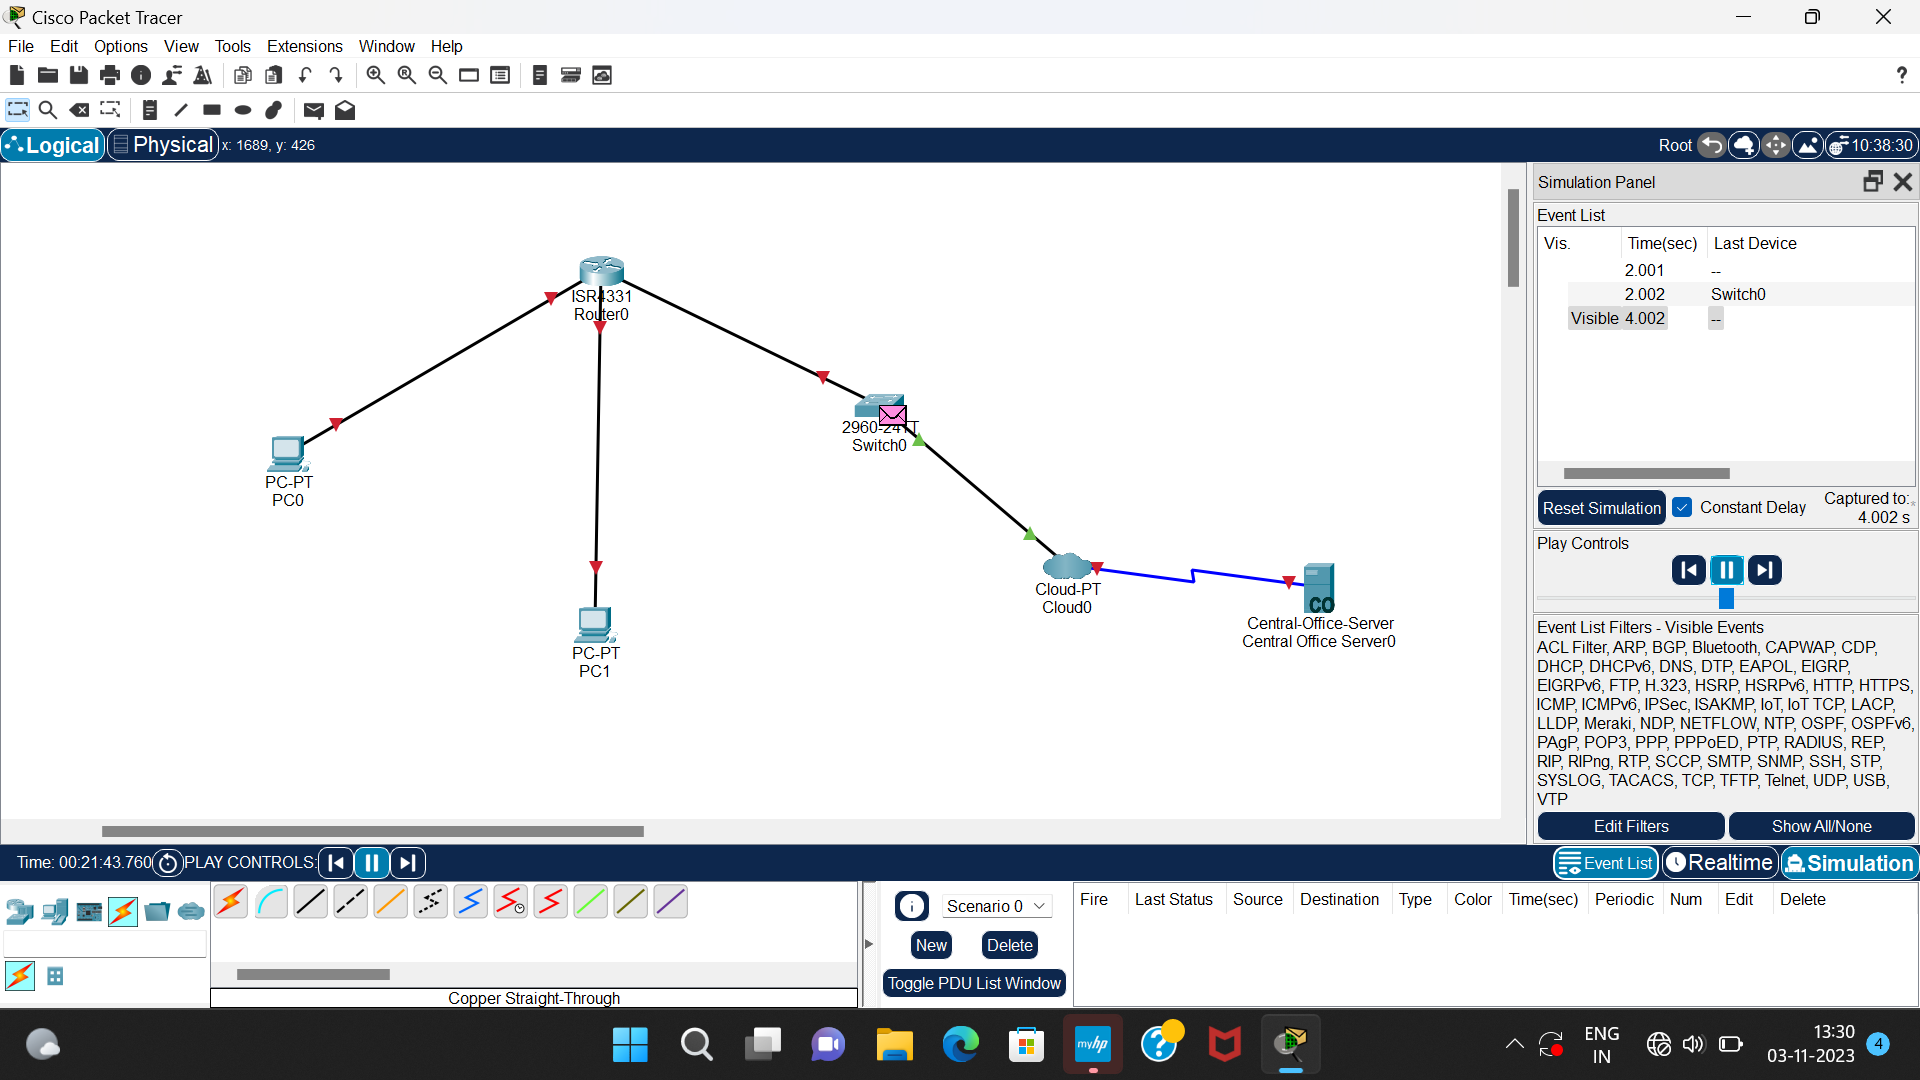 Cisco Packet Tracer
File Edit Options View Tools Extensions Window Help
Logical Physical x: 1689, y: 426 Root 10:38:30
ISR4331
Router0
PC-PT
PC0
PC-PT
PC1
2960-24TT
Switch0
Cloud-PT
Cloud0
CO
Central-Office-Server
Central Office Server0
Simulation Panel
Event List
Vis. Time(sec) Last Device
2.001 --
2.002 Switch0
Visible 4.002 --
Reset Simulation Constant Delay Captured to:
4.002 s
Play Controls
Event List Filters - Visible Events
ACL Filter, ARP, BGP, Bluetooth, CAPWAP, CDP,
DHCP, DHCPv6, DNS, DTP, EAPOL, EIGRP,
EIGRPv6, FTP, H.323, HSRP, HSRPv6, HTTP, HTTPS,
ICMP, ICMPv6, IPSec, ISAKMP, IoT, IoT TCP, LACP,
LLDP, Meraki, NDP, NETFLOW, NTP, OSPF, OSPFv6,
PAgP, POP3, PPP, PPPoED, PTP, RADIUS, REP,
RIP, RIPng, RTP, SCCP, SMTP, SNMP, SSH, STP,
SYSLOG, TACACS, TCP, TFTP, Telnet, UDP, USB,
VTP
Edit Filters Show All/None
Time: 00:21:43.760 PLAY CONTROLS: Event List Realtime Simulation
Scenario 0
New Delete
Toggle PDU List Window
Fire Last Status Source Destination Type Color Time(sec) Periodic Num Edit Delete
Copper Straight-Through
myhp
ENG
IN
13:30
03-11-2023
4